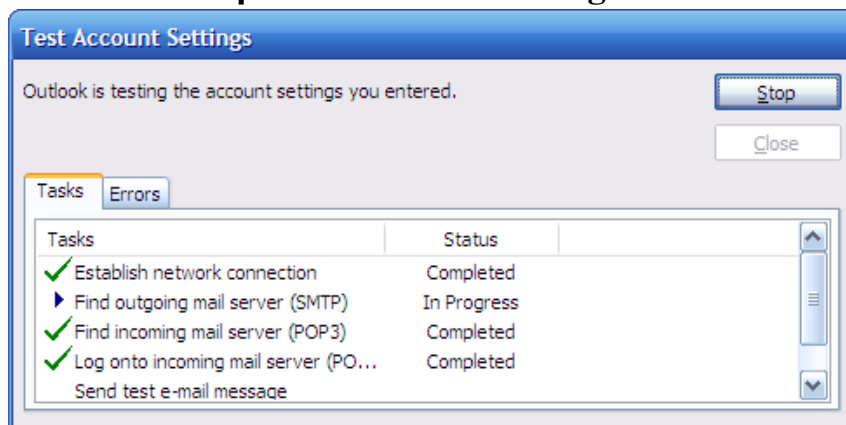 Test Account Settings
Outlook is testing the account settings you entered.
Stop
Close
Tasks Errors
Tasks Status
Establish network connection Completed
Find outgoing mail server (SMTP) In Progress
Find incoming mail server (POP3) Completed
Log onto incoming mail server (PO... Completed
Send test e-mail message